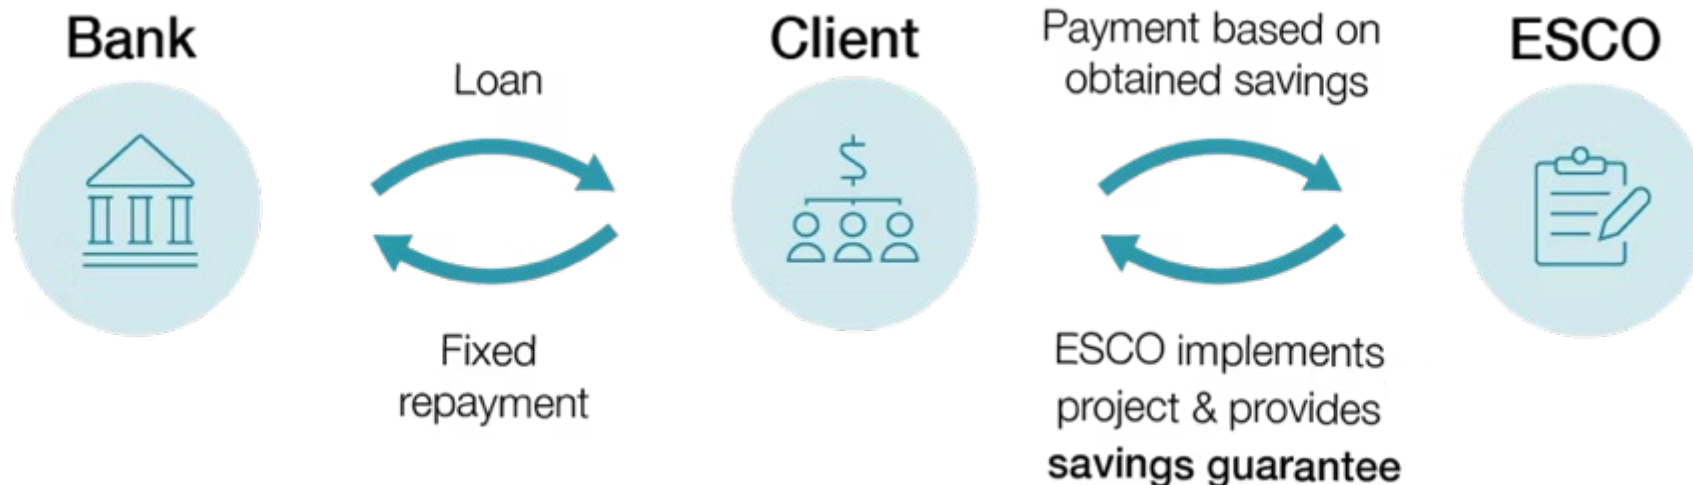 Bank
Loan
Fixed
repayment
Client
Payment based on
obtained savings
ESCO implements
project & provides
savings guarantee
ESCO